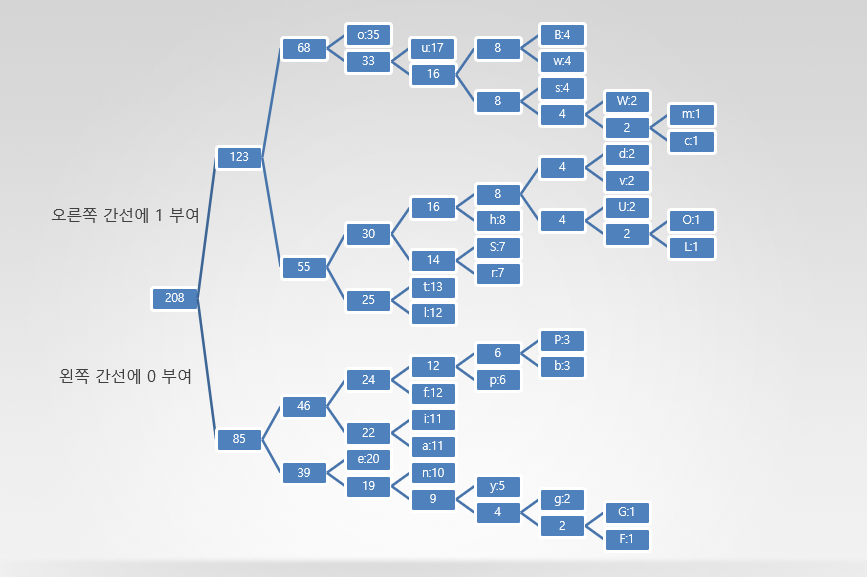 o:35
B:4
68
u:17
8
33
w:4
16
s:4
8
W:2
4
m:1
2
c:1
123
d:2
4
v:2
8
16
U:2
오른쪽 간선에 1 부여
h:8
4
O:1
30
2
S:7
L:1
14
55
r:7
t:13
208
25
l:12
P:3
6
12
b:3
왼쪽 간선에 0 부여
24
p:6
f:12
46
i:11
22
85
a:11
e:20
39
n:10
19
y:5
9
g:2
4
G:1
2
F:1